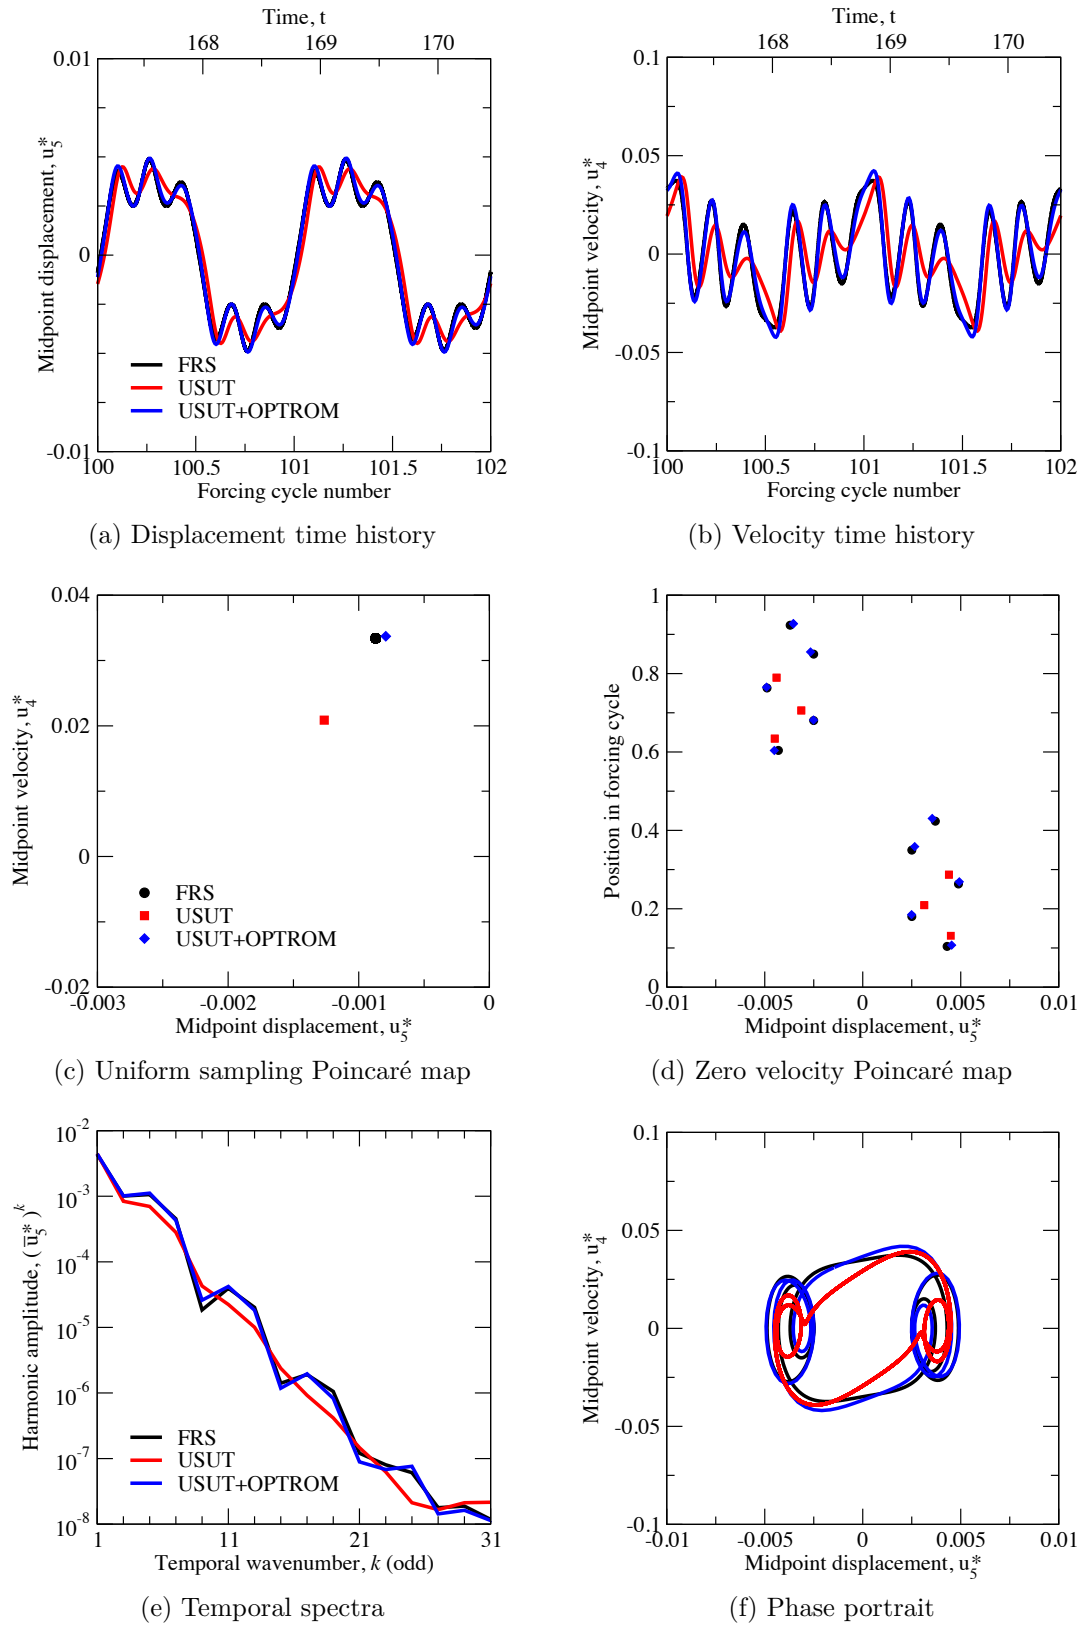 Time, t
168 169 170
0.01
0
-0.01
Midpoint displacement, u₅*
FRS
USUT
USUT+OPTROM
100 100.5 101 101.5 102
Forcing cycle number
(a) Displacement time history
Time, t
168 169 170
0.1
0.05
0
-0.05
-0.1
Midpoint velocity, u₄*
100 100.5 101 101.5 102
Forcing cycle number
(b) Velocity time history
0.04
0.02
0
-0.02
Midpoint velocity, u₄*
FRS
USUT
USUT+OPTROM
-0.003 -0.002 -0.001 0
Midpoint displacement, u₅*
(c) Uniform sampling Poincaré map
1
0.8
0.6
0.4
0.2
0
Position in forcing cycle
-0.01 -0.005 0 0.005 0.01
Midpoint displacement, u₅*
(d) Zero velocity Poincaré map
10⁻²
10⁻³
10⁻⁴
10⁻⁵
10⁻⁶
10⁻⁷
10⁻⁸
Harmonic amplitude, (u̅₅*)ᵏ
FRS
USUT
USUT+OPTROM
1 11 21 31
Temporal wavenumber, k (odd)
(e) Temporal spectra
0.1
0.05
0
-0.05
-0.1
Midpoint velocity, u₄*
-0.01 -0.005 0 0.005 0.01
Midpoint displacement, u₅*
(f) Phase portrait